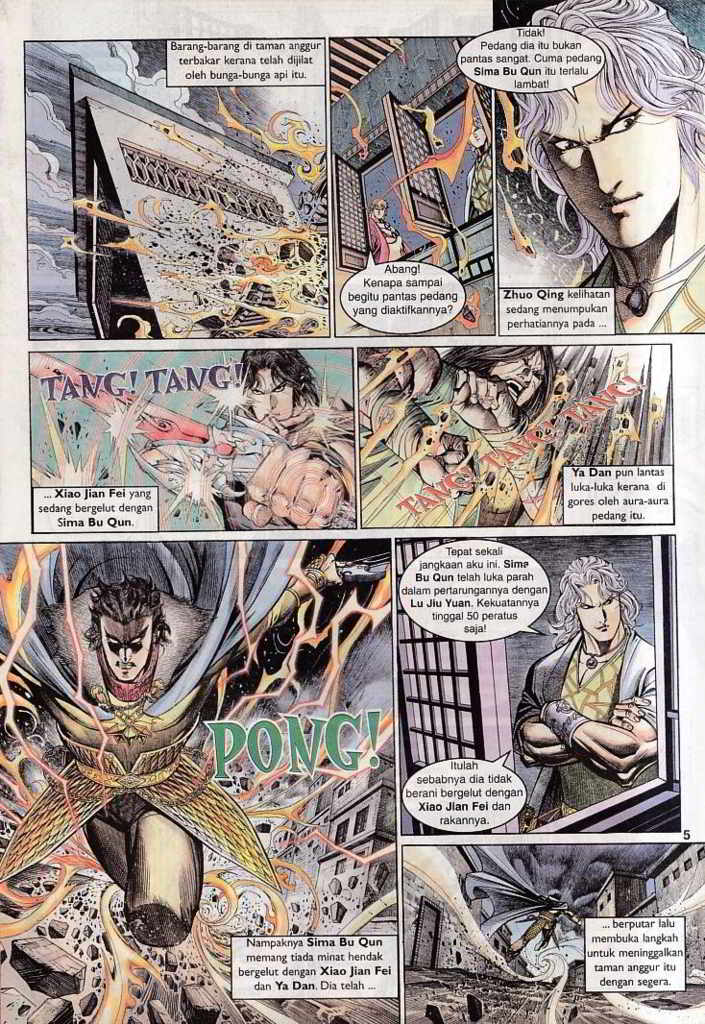 Barang-barang di taman anggur
terbakar kerana telah dijilat
oleh bunga-bunga api itu.
Abang!
Kenapa sampai
begitu pantas pedang
yang diaktifkannya?
Tidak!
Pedang dia itu bukan
pantas sangat. Cuma pedang
Sima Bu Qun itu terlalu
lambat!
Zhuo Qing kelihatan
sedang menumpukan
perhatiannya pada ...
TANG! TANG!
... Xiao Jian Fei yang
sedang bergelut dengan
Sima Bu Qun.
TANG! TANG! TANG!
Ya Dan pun lantas
luka-luka kerana di
gores oleh aura-aura
pedang itu.
PONG!
Nampaknya Sima Bu Qun
memang tiada minat hendak
bergelut dengan Xiao Jian Fei
dan Ya Dan. Dia telah ...
Tepat sekali
jangkaan aku ini. Sima
Bu Qun telah luka parah
dalam pertarungannya dengan
Lu Jiu Yuan. Kekuatannya
tinggal 50 peratus
saja!
Itulah
sebabnya dia tidak
berani bergelut dengan
Xiao Jian Fei dan
rakannya.
5
... berputar lalu
membuka langkah
untuk meninggalkan
taman anggur itu
dengan segera.